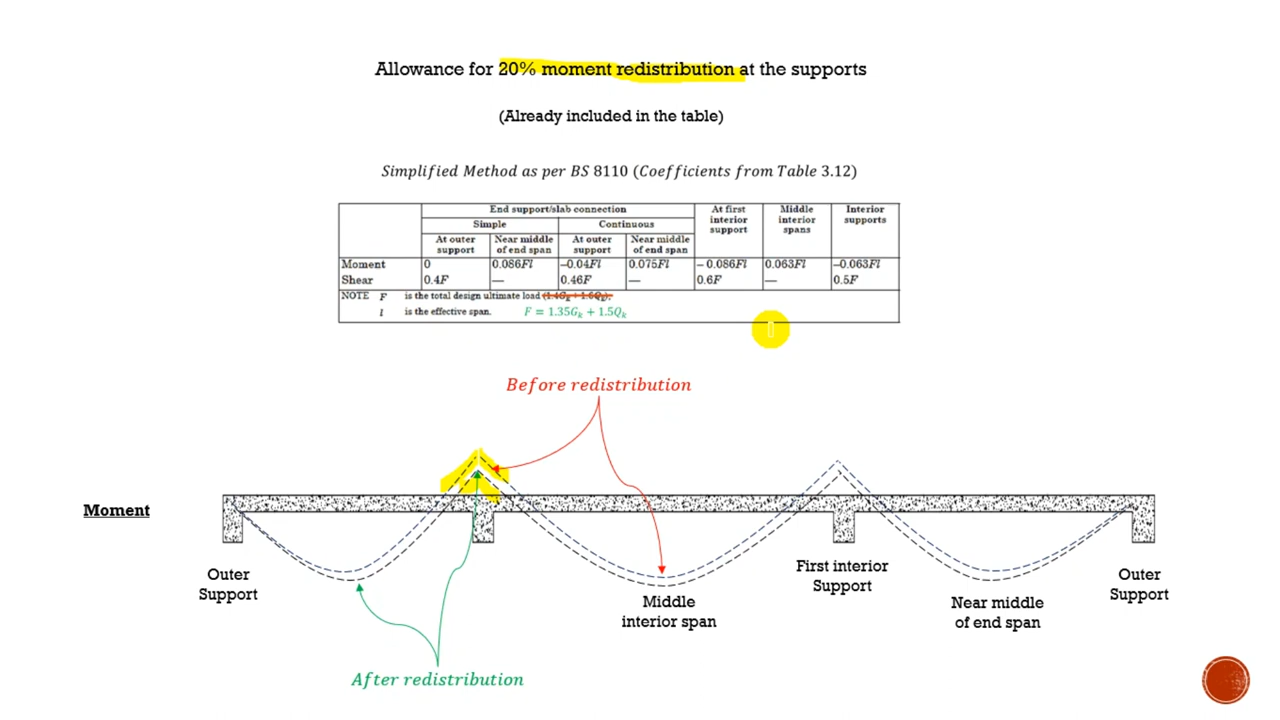 Allowance for 20% moment redistribution at the supports
(Already included in the table)
Simplified Method as per BS 8110 (Coefficients from Table 3.12)
End support/slab connection
At first interior support
Middle interior spans
Interior supports
Simple
Continuous
At outer support
Near middle of end span
At outer support
Near middle of end span
Moment 0 0.086Fl –0.04Fl 0.075Fl – 0.086Fl 0.063Fl –0.063Fl
Shear 0.4F — 0.46F — 0.6F — 0.5F
NOTE F is the total design ultimate load (1.4Gk + 1.6Qk);
l is the effective span. F = 1.35Gk + 1.5Qk
Before redistribution
Moment
Outer
Support
First interior
Support
Outer
Support
Middle
interior span
Near middle
of end span
After redistribution